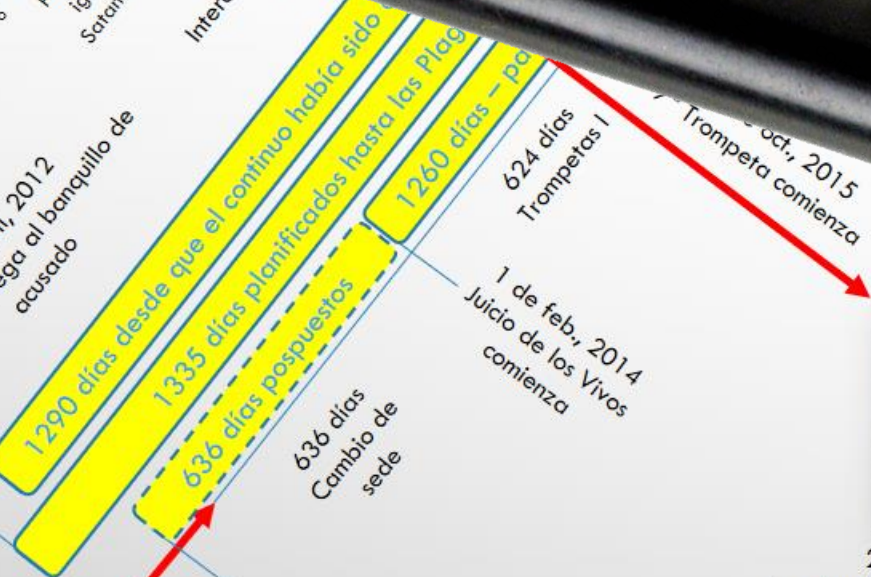 Satan
Inter
, 2012
ega al banquillo de
acusado
1290 días desde que el continuo había sido
1335 días planificados hasta las Plag
1260 días – pa
636 días pospuestos
624 días
Trompetas I
oct., 2015
Trompeta comienza
1 de feb., 2014
Juicio de los Vivos
comienza
636 días
Cambio de
sede